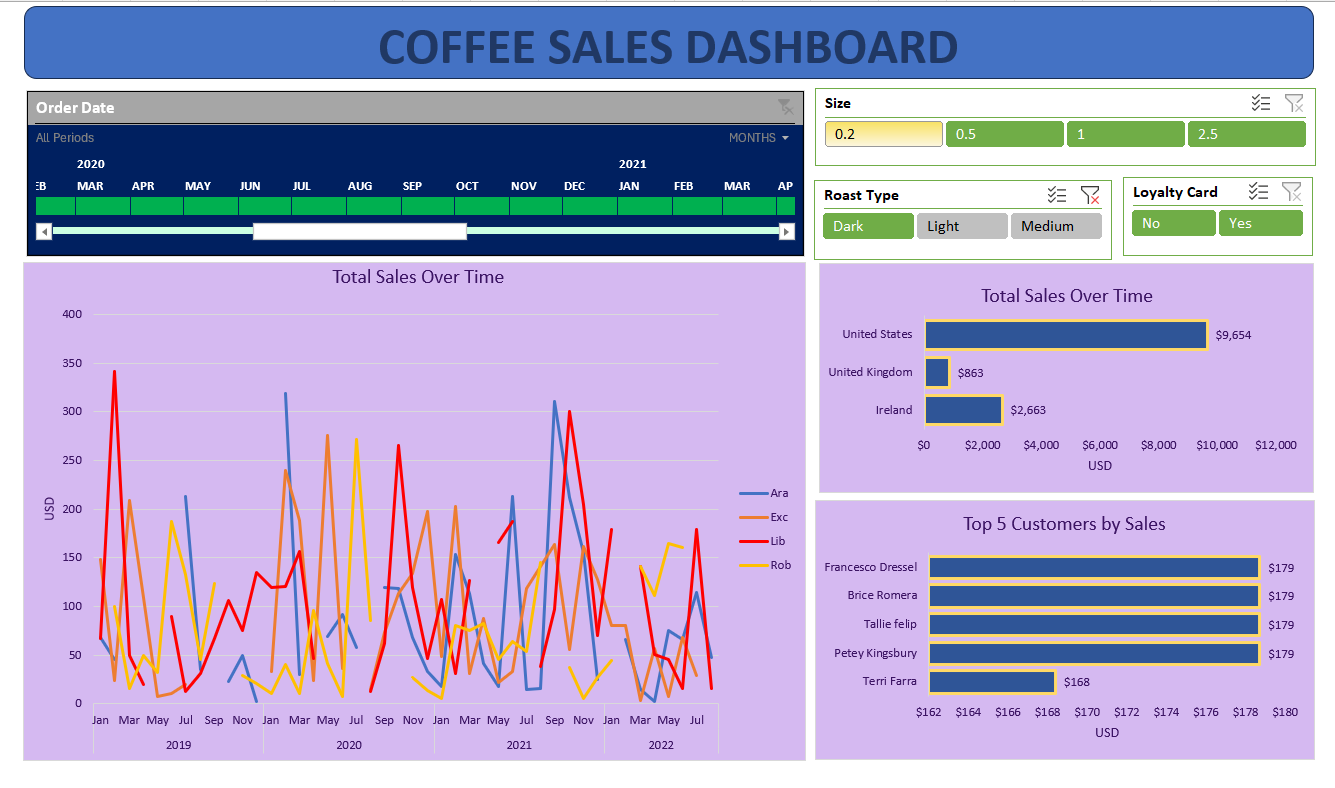 COFFEE SALES DASHBOARD
Order Date
All Periods
MONTHS
2020 2021
EB MAR APR MAY JUN JUL AUG SEP OCT NOV DEC JAN FEB MAR AP
Size
0.2 0.5 1 2.5
Roast Type
Dark Light Medium
Loyalty Card
No Yes
Total Sales Over Time
400
350
300
250
200
150
100
50
0
USD
Jan Mar May Jul Sep Nov Jan Mar May Jul Sep Nov Jan Mar May Jul Sep Nov Jan Mar May Jul
2019 2020 2021 2022
Ara
Exc
Lib
Rob
Total Sales Over Time
United States $9,654
United Kingdom $863
Ireland $2,663
$0 $2,000 $4,000 $6,000 $8,000 $10,000 $12,000
USD
Top 5 Customers by Sales
Francesco Dressel $179
Brice Romera $179
Tallie felip $179
Petey Kingsbury $179
Terri Farra $168
$162 $164 $166 $168 $170 $172 $174 $176 $178 $180
USD